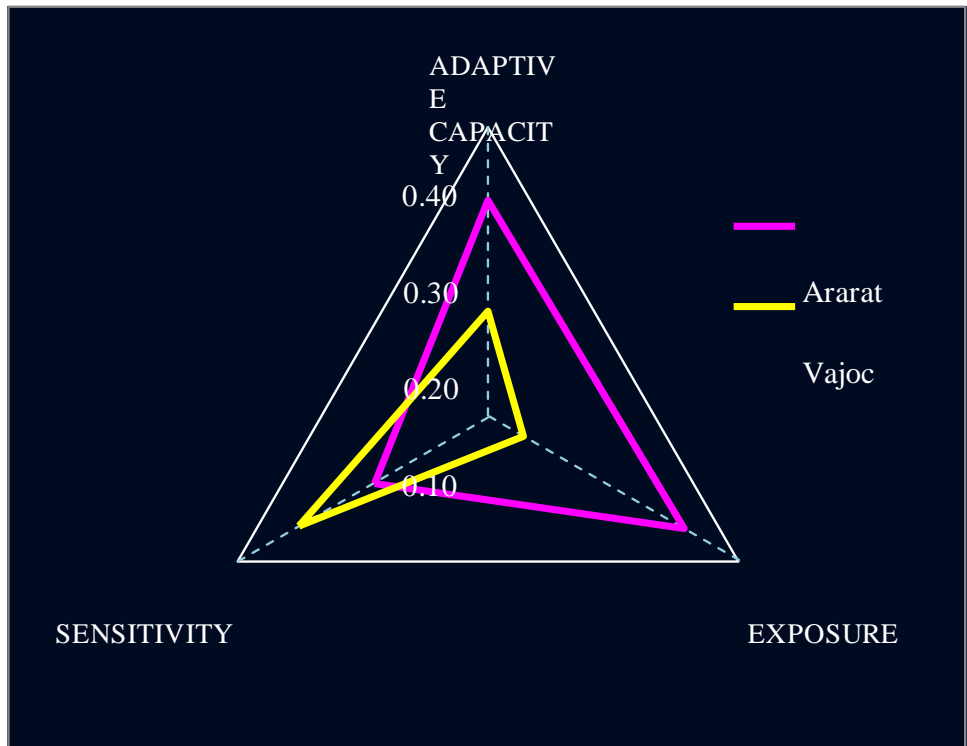 ADAPTIV
E
CAPACIT
Y
0.40
0.30
Ararat
Vajoc
0.20
0.10
SENSITIVITY
EXPOSURE